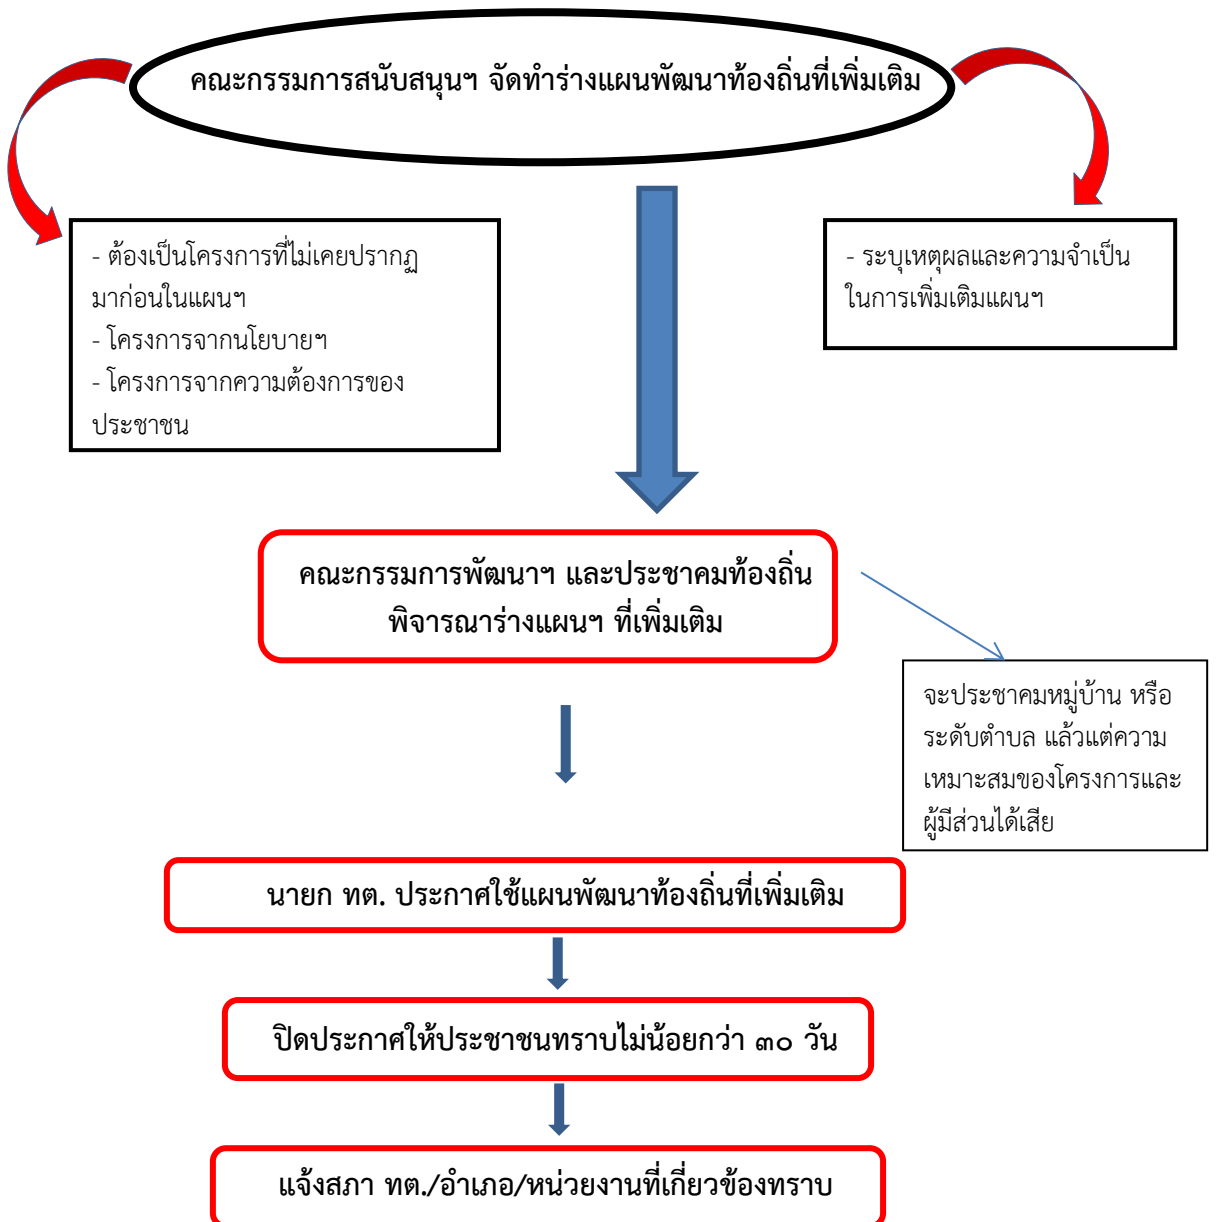 คณะกรรมการสนับสนุนฯ จัดทำร่างแผนพัฒนาท้องถิ่นที่เพิ่มเติม
- ต้องเป็นโครงการที่ไม่เคยปรากฏ
มาก่อนในแผนฯ
- โครงการจากนโยบายฯ
- โครงการจากความต้องการของ
ประชาชน
- ระบุเหตุผลและความจำเป็น
ในการเพิ่มเติมแผนฯ
คณะกรรมการพัฒนาฯ และประชาคมท้องถิ่น
พิจารณาร่างแผนฯ ที่เพิ่มเติม
จะประชาคมหมู่บ้าน หรือ
ระดับตำบล แล้วแต่ความ
เหมาะสมของโครงการและ
ผู้มีส่วนได้เสีย
นายก ทต. ประกาศใช้แผนพัฒนาท้องถิ่นที่เพิ่มเติม
ปิดประกาศให้ประชาชนทราบไม่น้อยกว่า ๓๐ วัน
แจ้งสภา ทต./อำเภอ/หน่วยงานที่เกี่ยวข้องทราบ